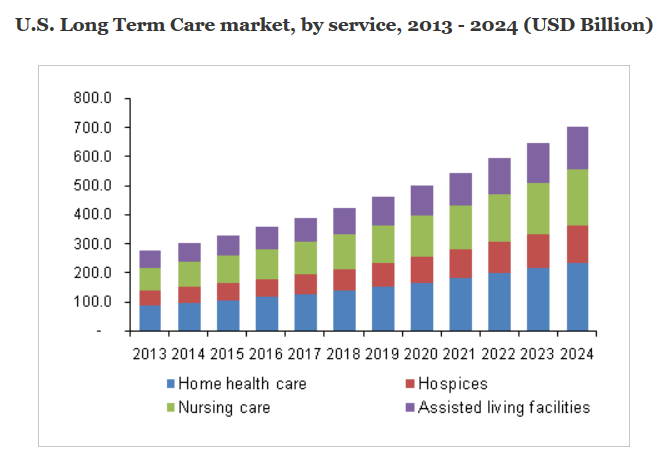 U.S. Long Term Care market, by service, 2013 - 2024 (USD Billion)
800.0
700.0
600.0
500.0
400.0
300.0
200.0
100.0
-
2013 2014 2015 2016 2017 2018 2019 2020 2021 2022 2023 2024
Home health care Hospices
Nursing care Assisted living facilities